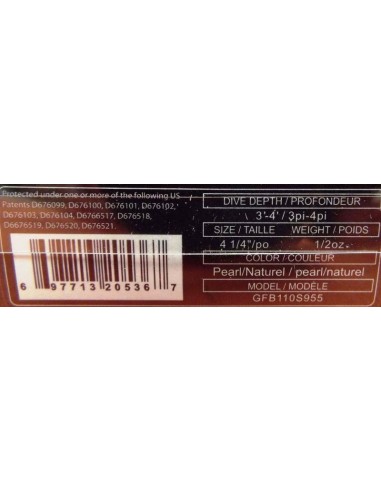 Protected under one or more of the following US
Patents D676099, D676100, D676101, D676102,
D676103, D676104, D6766517, D676518,
D6676519, D676520, D676521.
6 97713 20536 7
DIVE DEPTH / PROFONDEUR
3'-4' / 3pi-4pi
SIZE / TAILLE WEIGHT / POIDS
4 1/4"/po 1/2oz.
COLOR / COULEUR
Pearl/Naturel / pearl/naturel
MODEL / MODÈLE
GFB110S955